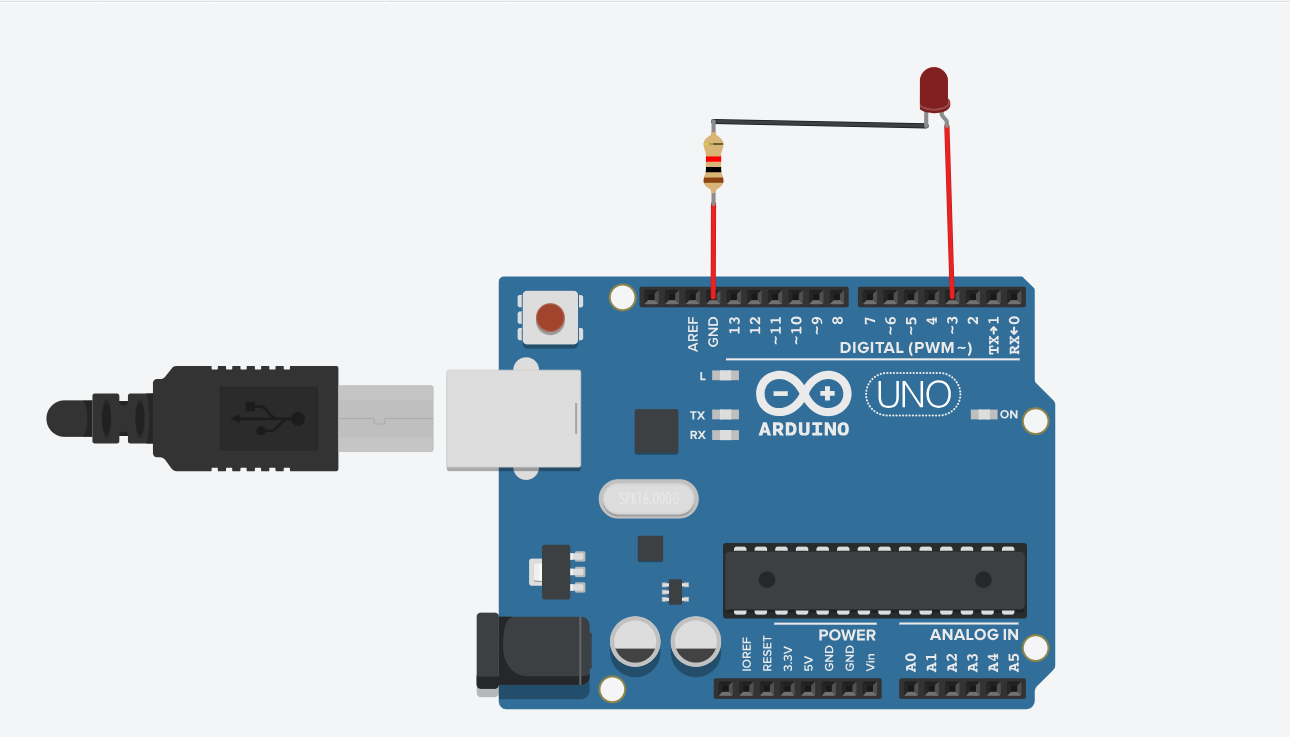 AREF
GND
13
12
~11
~10
~9
8
7
~6
~5
4
~3
2
TX→1
RX←0
DIGITAL (PWM~)
L
TX
RX
ARDUINO
UNO
ON
SPK16.000G
POWER
ANALOG IN
IOREF
RESET
3.3V
5V
GND
GND
Vin
A0
A1
A2
A3
A4
A5